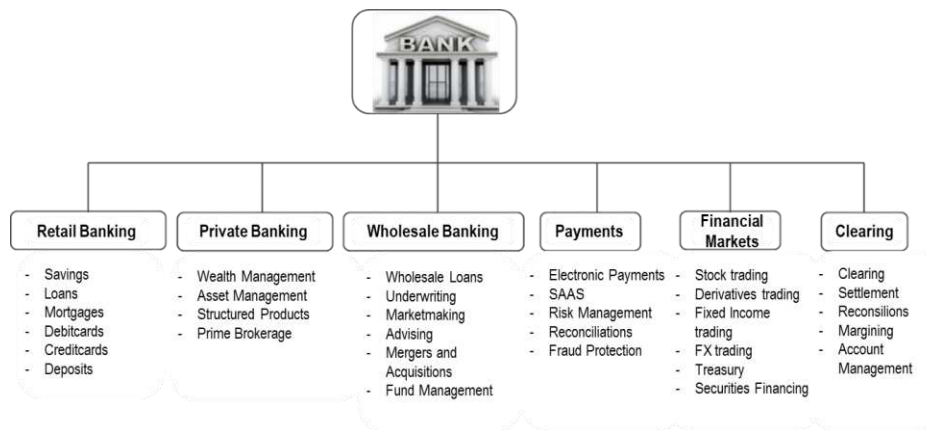 BANK
Retail Banking
- Savings
- Loans
- Mortgages
- Debitcards
- Creditcards
- Deposits
Private Banking
- Wealth Management
- Asset Management
- Structured Products
- Prime Brokerage
Wholesale Banking
- Wholesale Loans
- Underwriting
- Marketmaking
- Advising
- Mergers and
Acquisitions
- Fund Management
Payments
- Electronic Payments
- SAAS
- Risk Management
- Reconciliations
- Fraud Protection
Financial
Markets
- Stock trading
- Derivatives trading
- Fixed Income
trading
- FX trading
- Treasury
- Securities Financing
Clearing
- Clearing
- Settlement
- Reconsilions
- Margining
- Account
Management